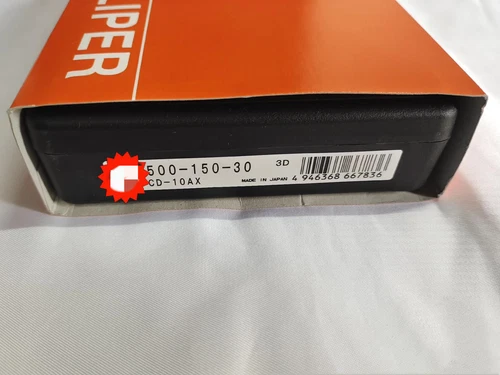 LIPER
500-150-30 3D
CD-10AX MADE IN JAPAN 4 946368 667836